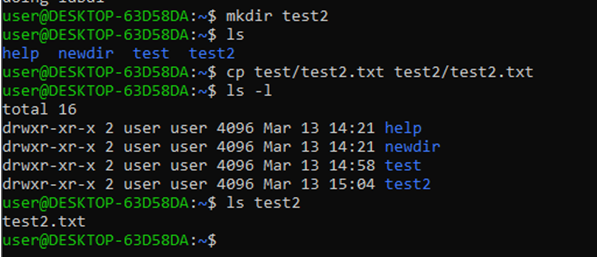 user@DESKTOP-63D58DA:~$ mkdir test2
user@DESKTOP-63D58DA:~$ ls
help newdir test test2
user@DESKTOP-63D58DA:~$ cp test/test2.txt test2/test2.txt
user@DESKTOP-63D58DA:~$ ls -l
total 16
drwxr-xr-x 2 user user 4096 Mar 13 14:21 help
drwxr-xr-x 2 user user 4096 Mar 13 14:21 newdir
drwxr-xr-x 2 user user 4096 Mar 13 14:58 test
drwxr-xr-x 2 user user 4096 Mar 13 15:04 test2
user@DESKTOP-63D58DA:~$ ls test2
test2.txt
user@DESKTOP-63D58DA:~$